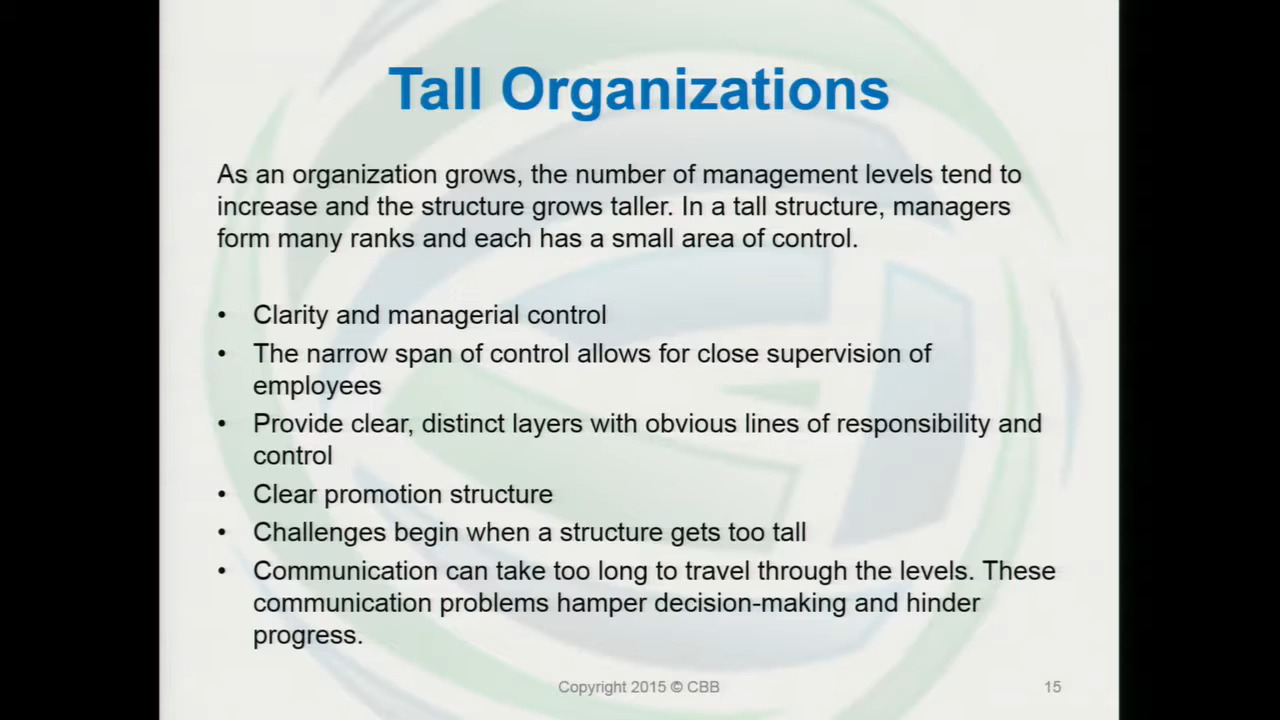 Tall Organizations
As an organization grows, the number of management levels tend to
increase and the structure grows taller. In a tall structure, managers
form many ranks and each has a small area of control.
• Clarity and managerial control
• The narrow span of control allows for close supervision of
employees
• Provide clear, distinct layers with obvious lines of responsibility and
control
• Clear promotion structure
• Challenges begin when a structure gets too tall
• Communication can take too long to travel through the levels. These
communication problems hamper decision-making and hinder
progress.
Copyright 2015 © CBB
15